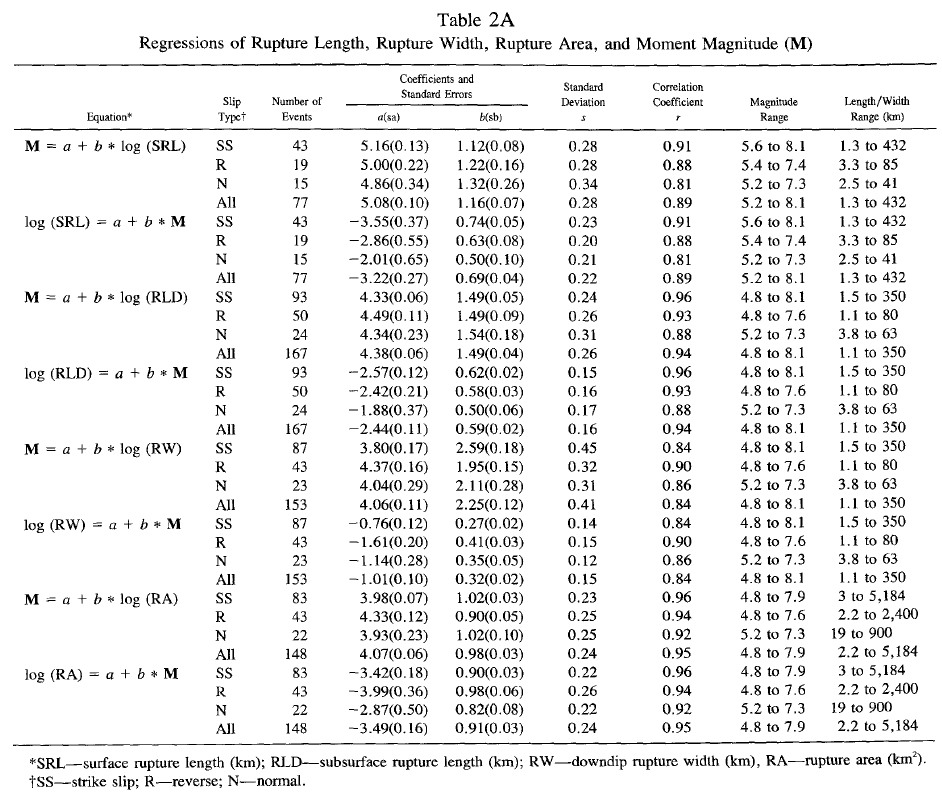 Table 2A
Regressions of Rupture Length, Rupture Width, Rupture Area, and Moment Magnitude (M)
Coefficients and
Standard Errors
Standard
Deviation
Correlation
Coefficient
Slip
Type†
Number of
Events
Magnitude
Range
Length/Width
Range (km)
Equation* a(sa) b(sb) s r
M = a + b * log (SRL) SS 43 5.16(0.13) 1.12(0.08) 0.28 0.91 5.6 to 8.1 1.3 to 432
R 19 5.00(0.22) 1.22(0.16) 0.28 0.88 5.4 to 7.4 3.3 to 85
N 15 4.86(0.34) 1.32(0.26) 0.34 0.81 5.2 to 7.3 2.5 to 41
All 77 5.08(0.10) 1.16(0.07) 0.28 0.89 5.2 to 8.1 1.3 to 432
log (SRL) = a + b * M SS 43 −3.55(0.37) 0.74(0.05) 0.23 0.91 5.6 to 8.1 1.3 to 432
R 19 −2.86(0.55) 0.63(0.08) 0.20 0.88 5.4 to 7.4 3.3 to 85
N 15 −2.01(0.65) 0.50(0.10) 0.21 0.81 5.2 to 7.3 2.5 to 41
All 77 −3.22(0.27) 0.69(0.04) 0.22 0.89 5.2 to 8.1 1.3 to 432
M = a + b * log (RLD) SS 93 4.33(0.06) 1.49(0.05) 0.24 0.96 4.8 to 8.1 1.5 to 350
R 50 4.49(0.11) 1.49(0.09) 0.26 0.93 4.8 to 7.6 1.1 to 80
N 24 4.34(0.23) 1.54(0.18) 0.31 0.88 5.2 to 7.3 3.8 to 63
All 167 4.38(0.06) 1.49(0.04) 0.26 0.94 4.8 to 8.1 1.1 to 350
log (RLD) = a + b * M SS 93 −2.57(0.12) 0.62(0.02) 0.15 0.96 4.8 to 8.1 1.5 to 350
R 50 −2.42(0.21) 0.58(0.03) 0.16 0.93 4.8 to 7.6 1.1 to 80
N 24 −1.88(0.37) 0.50(0.06) 0.17 0.88 5.2 to 7.3 3.8 to 63
All 167 −2.44(0.11) 0.59(0.02) 0.16 0.94 4.8 to 8.1 1.1 to 350
M = a + b * log (RW) SS 87 3.80(0.17) 2.59(0.18) 0.45 0.84 4.8 to 8.1 1.5 to 350
R 43 4.37(0.16) 1.95(0.15) 0.32 0.90 4.8 to 7.6 1.1 to 80
N 23 4.04(0.29) 2.11(0.28) 0.31 0.86 5.2 to 7.3 3.8 to 63
All 153 4.06(0.11) 2.25(0.12) 0.41 0.84 4.8 to 8.1 1.1 to 350
log (RW) = a + b * M SS 87 −0.76(0.12) 0.27(0.02) 0.14 0.84 4.8 to 8.1 1.5 to 350
R 43 −1.61(0.20) 0.41(0.03) 0.15 0.90 4.8 to 7.6 1.1 to 80
N 23 −1.14(0.28) 0.35(0.05) 0.12 0.86 5.2 to 7.3 3.8 to 63
All 153 −1.01(0.10) 0.32(0.02) 0.15 0.84 4.8 to 8.1 1.1 to 350
M = a + b * log (RA) SS 83 3.98(0.07) 1.02(0.03) 0.23 0.96 4.8 to 7.9 3 to 5,184
R 43 4.33(0.12) 0.90(0.05) 0.25 0.94 4.8 to 7.6 2.2 to 2,400
N 22 3.93(0.23) 1.02(0.10) 0.25 0.92 5.2 to 7.3 19 to 900
All 148 4.07(0.06) 0.98(0.03) 0.24 0.95 4.8 to 7.9 2.2 to 5,184
log (RA) = a + b * M SS 83 −3.42(0.18) 0.90(0.03) 0.22 0.96 4.8 to 7.9 3 to 5,184
R 43 −3.99(0.36) 0.98(0.06) 0.26 0.94 4.8 to 7.6 2.2 to 2,400
N 22 −2.87(0.50) 0.82(0.08) 0.22 0.92 5.2 to 7.3 19 to 900
All 148 −3.49(0.16) 0.91(0.03) 0.24 0.95 4.8 to 7.9 2.2 to 5,184
*SRL—surface rupture length (km); RLD—subsurface rupture length (km); RW—downdip rupture width (km), RA—rupture area (km²).
†SS—strike slip; R—reverse; N—normal.